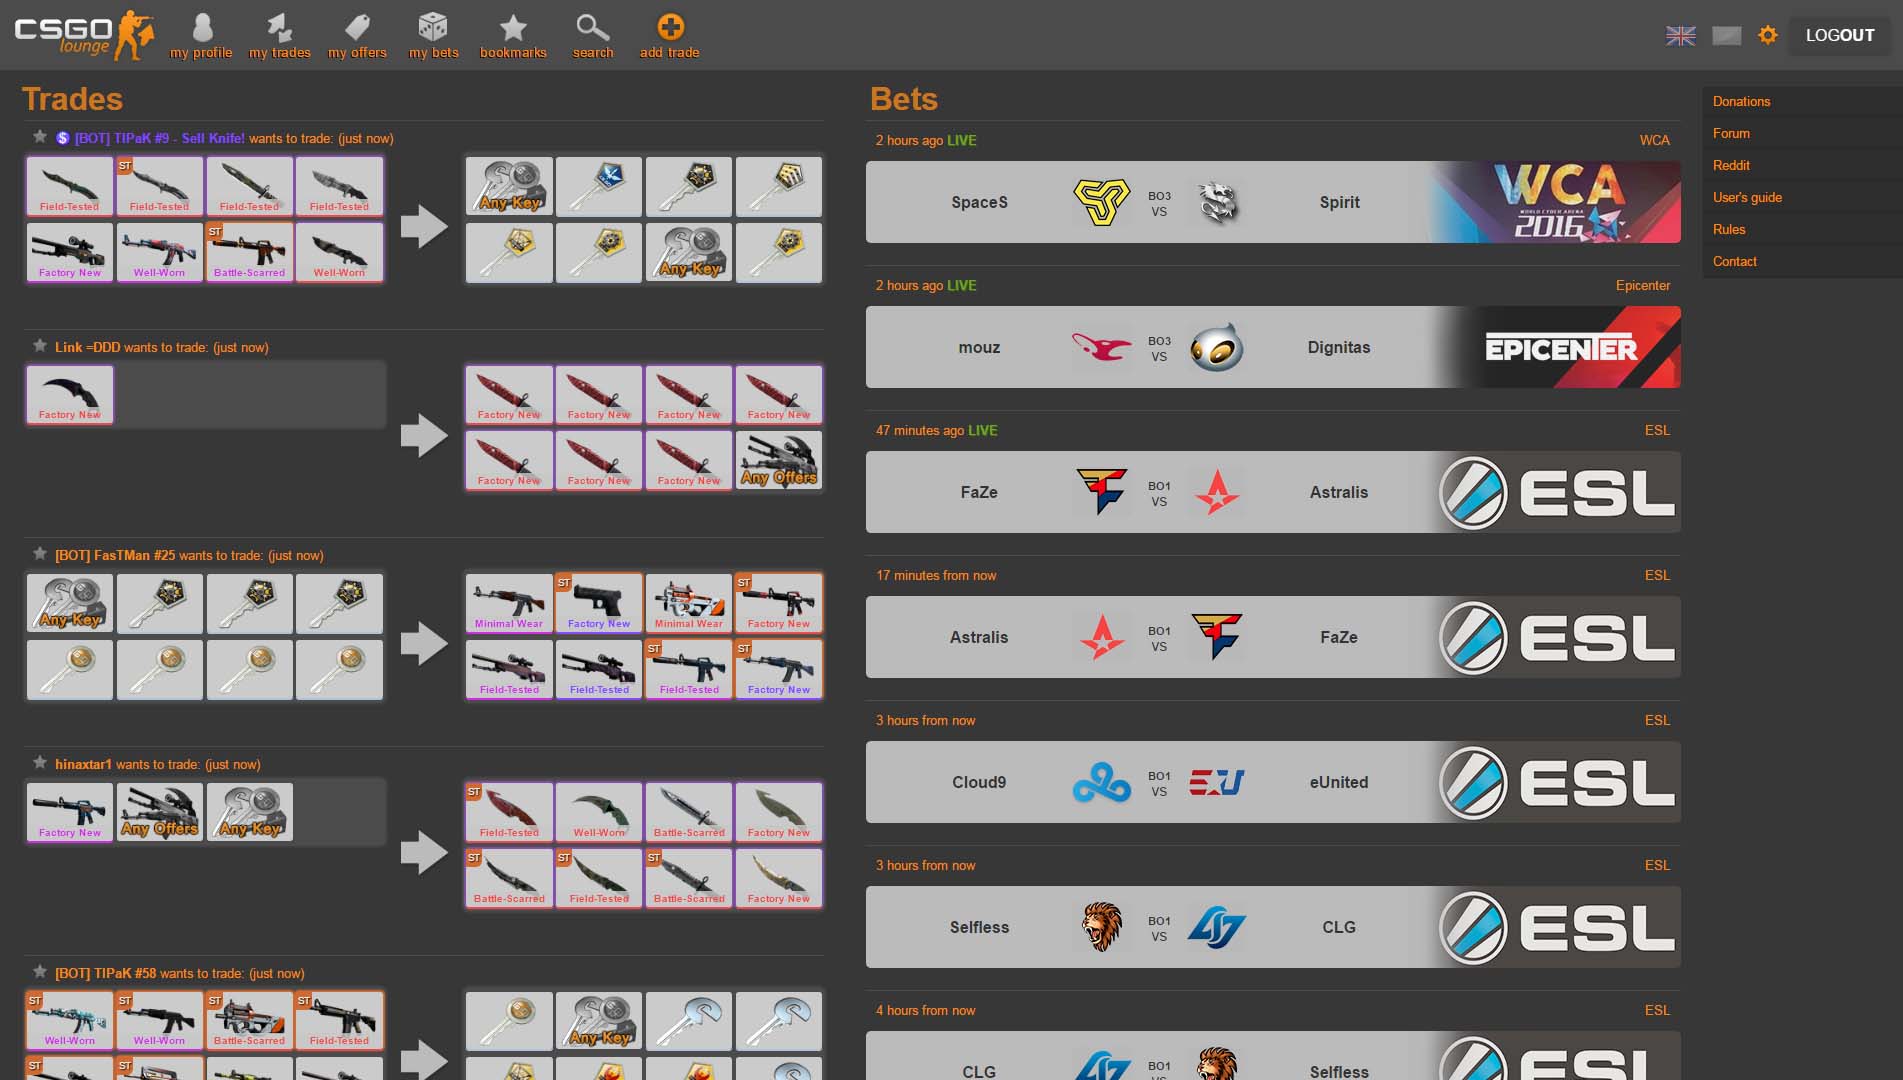 CSGO
lounge
my profile
my trades
my offers
my bets
bookmarks
search
add trade
LOGOUT
Trades
[BOT] TIPaK #9 - Sell Knife! wants to trade: (just now)
Field-Tested
ST
Field-Tested
Field-Tested
Field-Tested
Factory New
Well-Worn
ST
Battle-Scarred
Well-Worn
Any Key
Any Key
Link =DDD wants to trade: (just now)
Factory New
Factory New
Factory New
Factory New
Factory New
Factory New
Factory New
Factory New
Any Offers
[BOT] FasTMan #25 wants to trade: (just now)
Any Key
Minimal Wear
ST
Factory New
Minimal Wear
ST
Factory New
Field-Tested
Field-Tested
ST
Field-Tested
ST
Factory New
hinaxtar1 wants to trade: (just now)
Factory New
Any Offers
Any Key
ST
Field-Tested
Well-Worn
Battle-Scarred
Factory New
ST
Battle-Scarred
ST
Field-Tested
ST
Battle-Scarred
Factory New
[BOT] TIPaK #58 wants to trade: (just now)
ST
Well-Worn
ST
Well-Worn
ST
Battle-Scarred
ST
Field-Tested
ST
ST
Any Key
Bets
2 hours ago LIVE
WCA
SpaceS
BO3
VS
Spirit
WCA
WORLD CYBER ARENA
2016
2 hours ago LIVE
Epicenter
mouz
BO3
VS
Dignitas
EPICENTER
47 minutes ago LIVE
ESL
FaZe
BO1
VS
Astralis
ESL
17 minutes from now
ESL
Astralis
BO1
VS
FaZe
ESL
3 hours from now
ESL
Cloud9
BO1
VS
eUnited
ESL
3 hours from now
ESL
Selfless
BO1
VS
CLG
ESL
4 hours from now
ESL
CLG
BO1
VS
Selfless
ESL
Donations
Forum
Reddit
User's guide
Rules
Contact